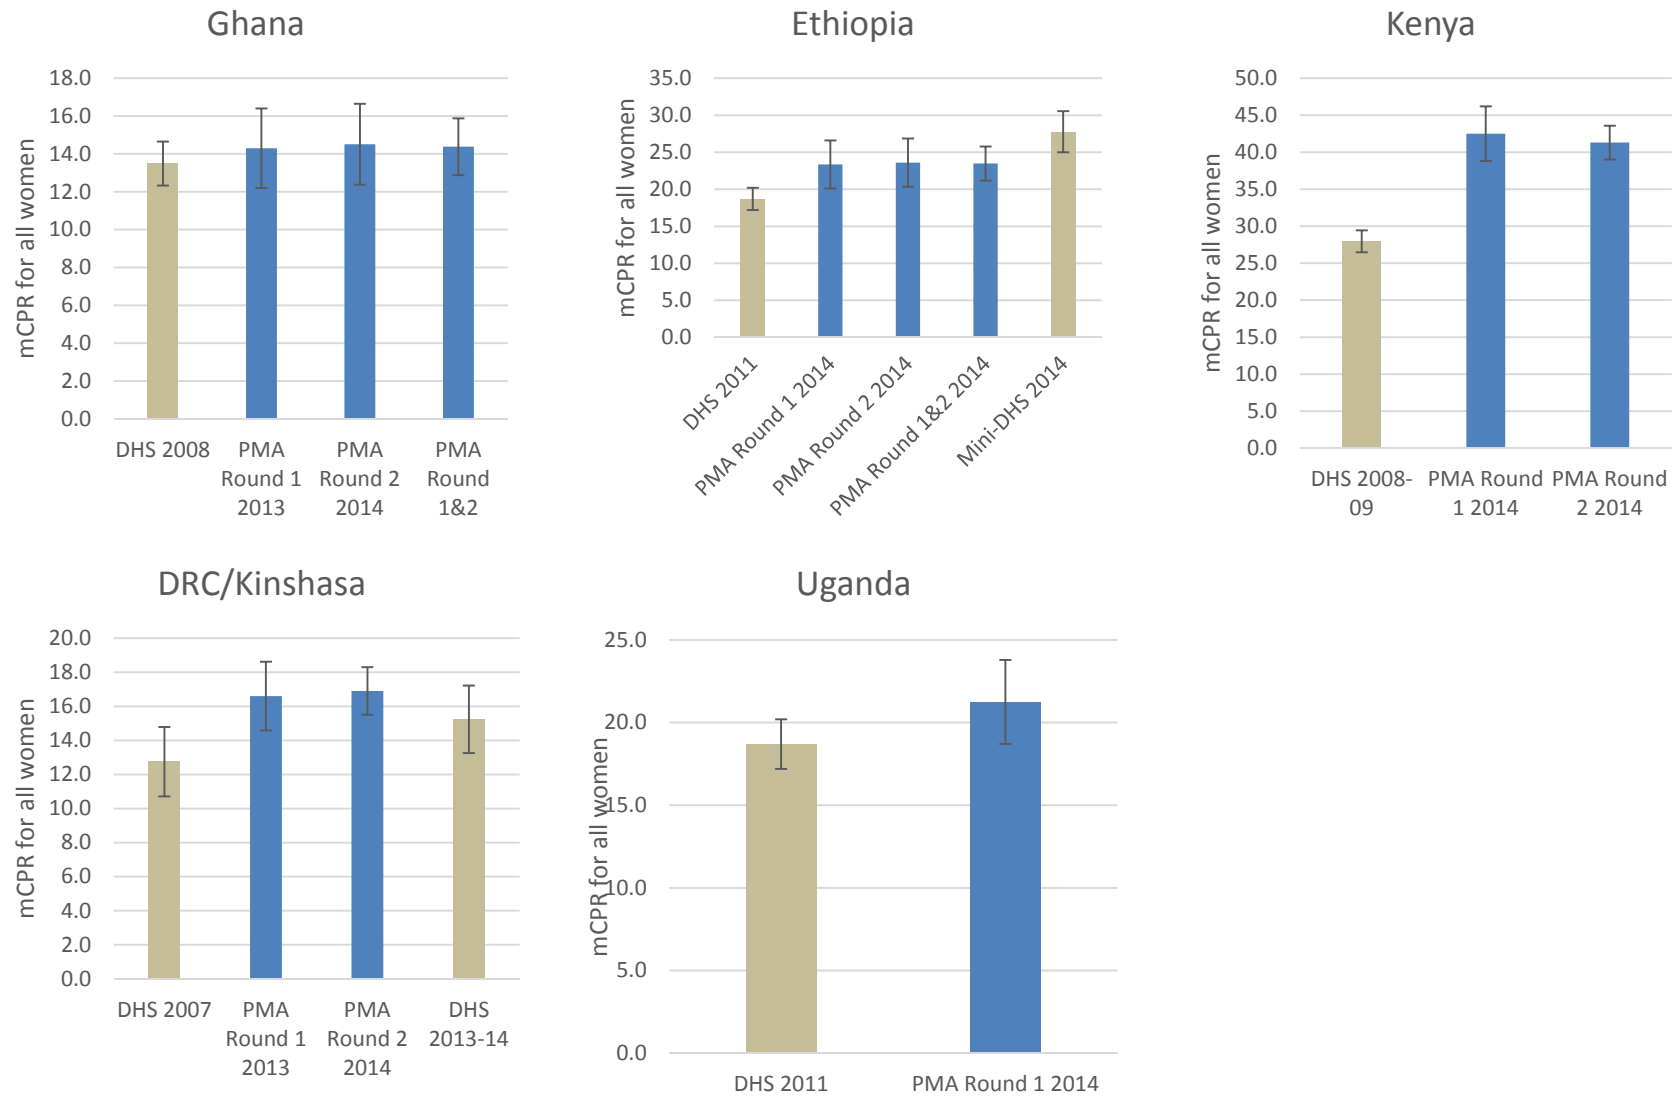 Ghana
mCPR for all women
18.0
16.0
14.0
12.0
10.0
8.0
6.0
4.0
2.0
0.0
DHS 2008
PMA
Round 1
2013
PMA
Round 2
2014
PMA
Round
1&2
Ethiopia
mCPR for all women
35.0
30.0
25.0
20.0
15.0
10.0
5.0
0.0
DHS 2011
PMA Round 1 2014
PMA Round 2 2014
PMA Round 1&2 2014
Mini-DHS 2014
Kenya
mCPR for all women
50.0
45.0
40.0
35.0
30.0
25.0
20.0
15.0
10.0
5.0
0.0
DHS 2008-
09
PMA Round
1 2014
PMA Round
2 2014
DRC/Kinshasa
mCPR for all women
20.0
18.0
16.0
14.0
12.0
10.0
8.0
6.0
4.0
2.0
0.0
DHS 2007
PMA
Round 1
2013
PMA
Round 2
2014
DHS
2013-14
Uganda
mCPR for all women
25.0
20.0
15.0
10.0
5.0
0.0
DHS 2011
PMA Round 1 2014